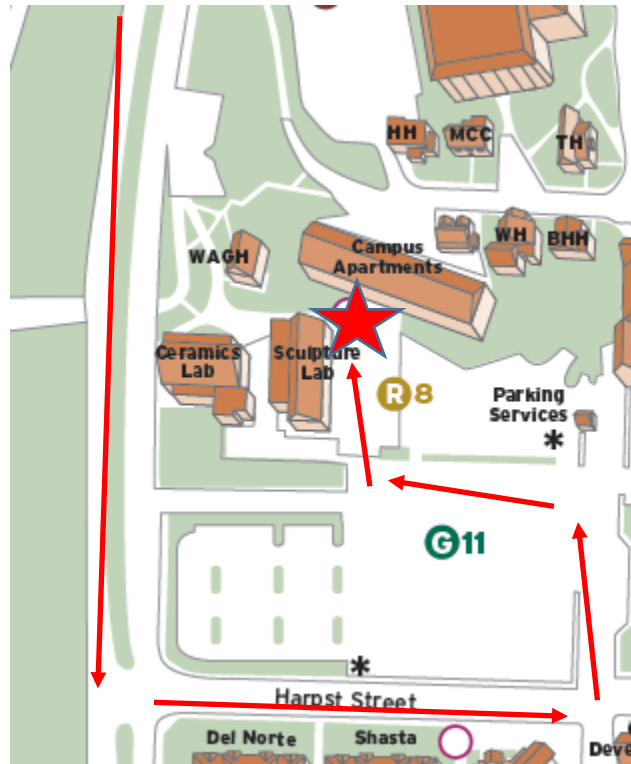 HH
MCC
TH
WAGH
Campus
Apartments
WH
BHH
Ceramics
Lab
Sculpture
Lab
R 8
Parking
Services
*
G 11
*
Harpst Street
Del Norte
Shasta
Deve